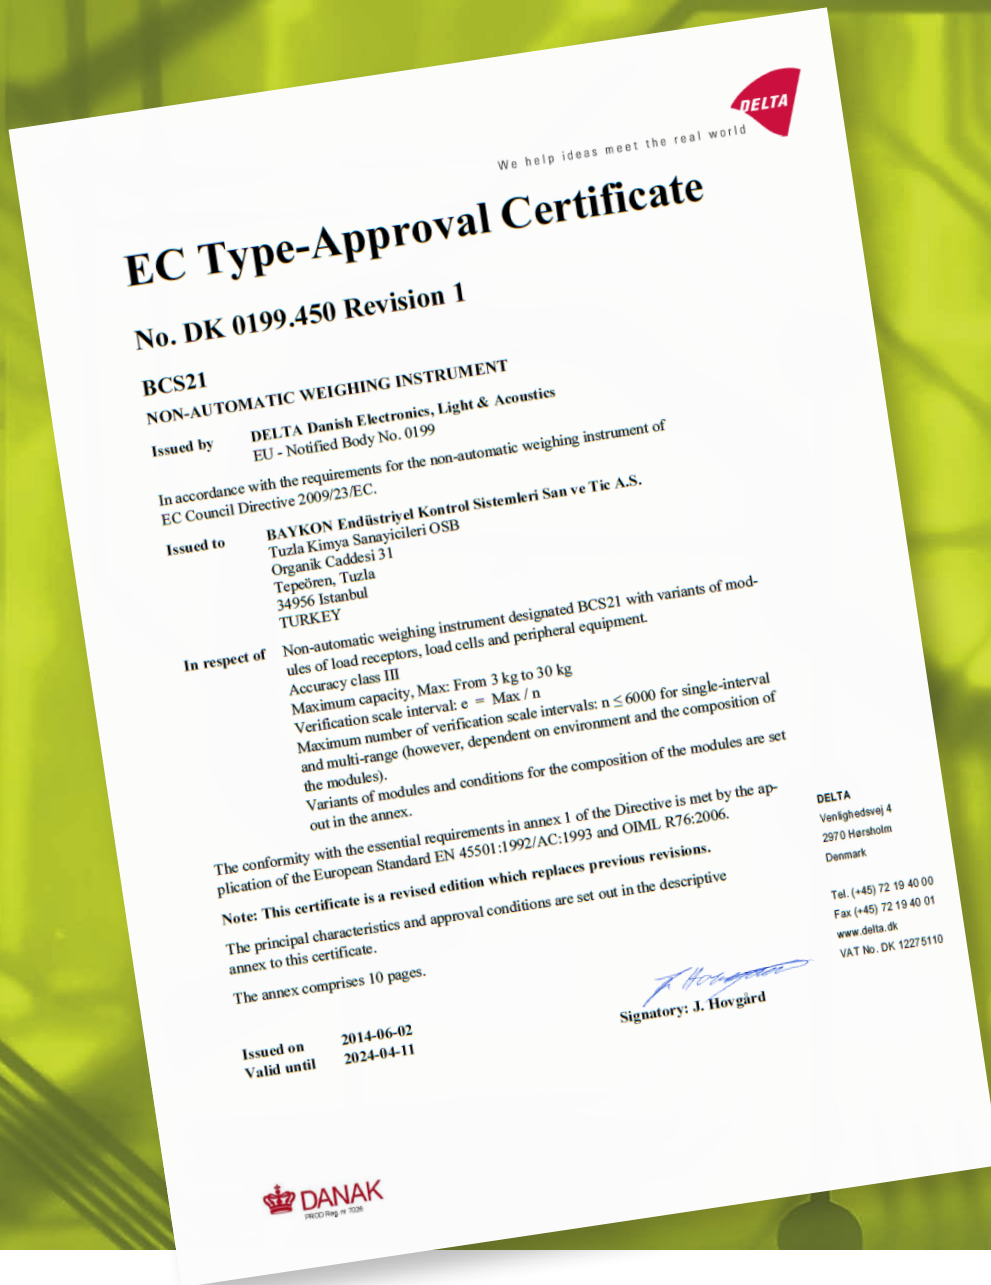 DELTA
We help ideas meet the real world
EC Type-Approval Certificate
No. DK 0199.450 Revision 1
BCS21
NON-AUTOMATIC WEIGHING INSTRUMENT
Issued by DELTA Danish Electronics, Light & Acoustics
EU - Notified Body No. 0199
In accordance with the requirements for the non-automatic weighing instrument of
EC Council Directive 2009/23/EC.
Issued to BAYKON Endüstriyel Kontrol Sistemleri San ve Tic A.S.
Tuzla Kimya Sanayicileri OSB
Organik Caddesi 31
Tepeören, Tuzla
34956 Istanbul
TURKEY
In respect of Non-automatic weighing instrument designated BCS21 with variants of mod-
ules of load receptors, load cells and peripheral equipment.
Accuracy class III
Maximum capacity, Max: From 3 kg to 30 kg
Verification scale interval: e = Max / n
Maximum number of verification scale intervals: n ≤ 6000 for single-interval
and multi-range (however, dependent on environment and the composition of
the modules).
Variants of modules and conditions for the composition of the modules are set
out in the annex.
The conformity with the essential requirements in annex 1 of the Directive is met by the ap-
plication of the European Standard EN 45501:1992/AC:1993 and OIML R76:2006.
Note: This certificate is a revised edition which replaces previous revisions.
The principal characteristics and approval conditions are set out in the descriptive
annex to this certificate.
The annex comprises 10 pages.
Signatory: J. Hovgård
Issued on 2014-06-02
Valid until 2024-04-11
DELTA
Venlighedsvej 4
2970 Hørsholm
Denmark
Tel. (+45) 72 19 40 00
Fax (+45) 72 19 40 01
www.delta.dk
VAT No. DK 12275110
DANAK
PROD Reg. nr 7026